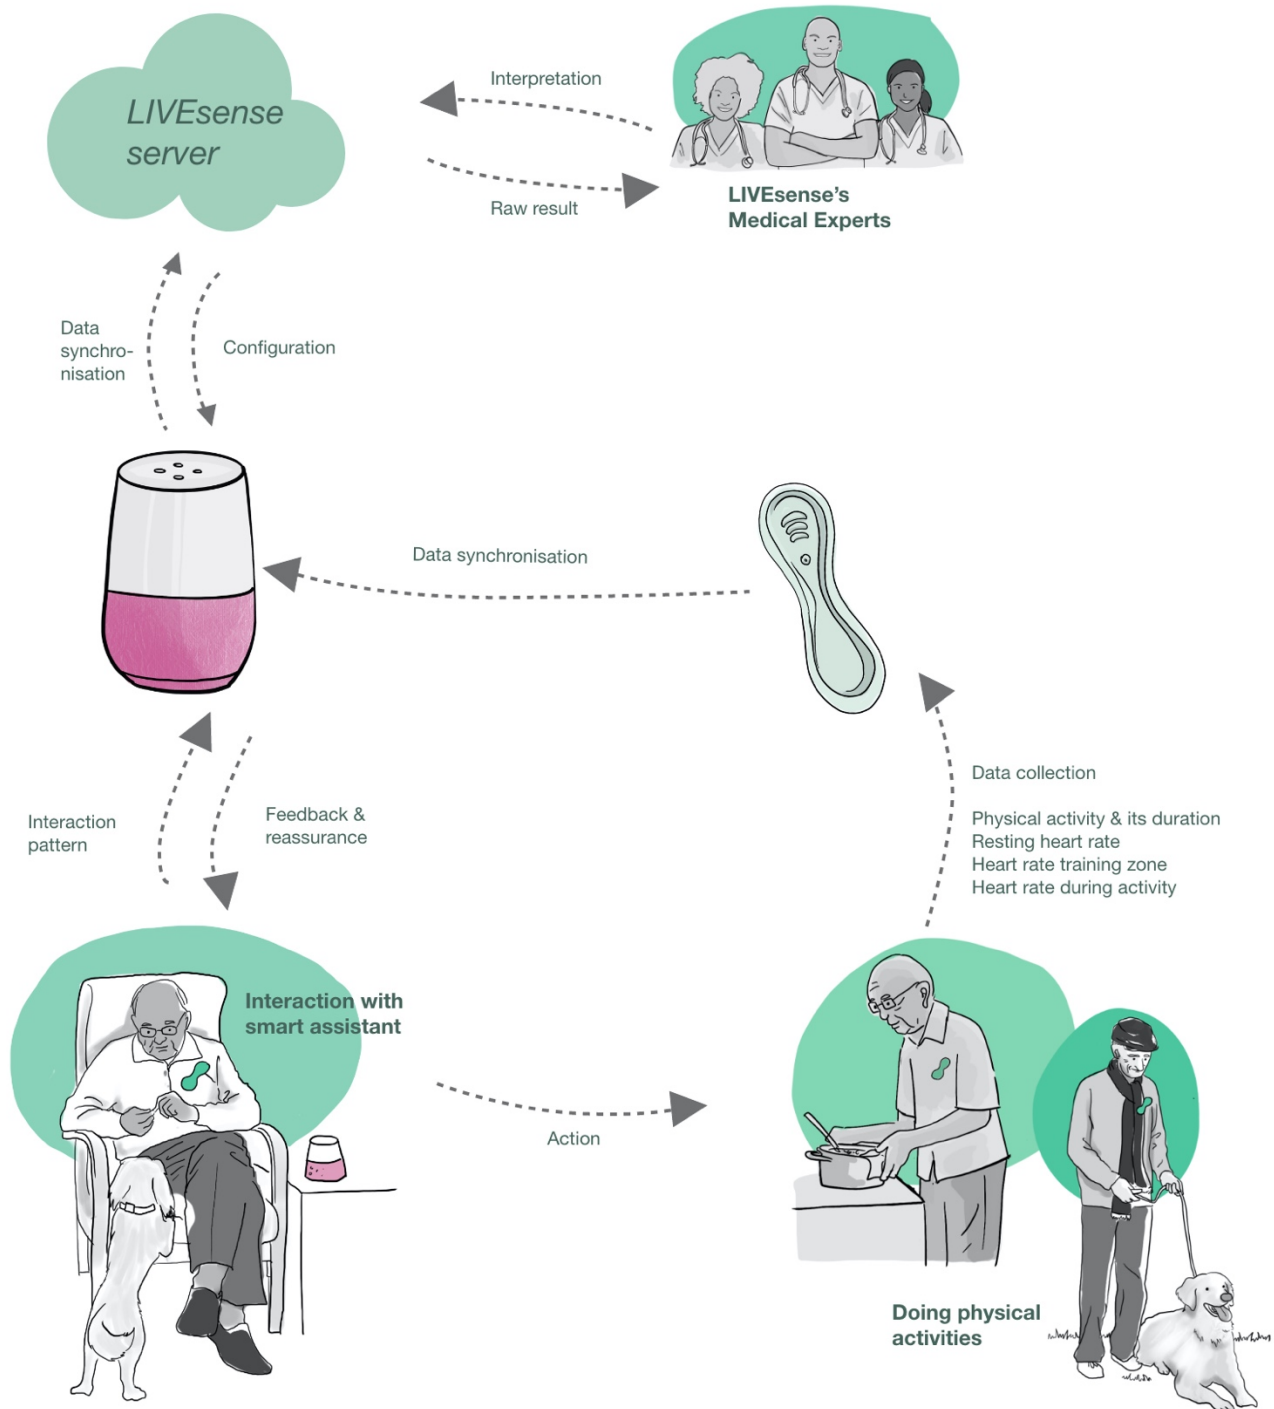 LIVEsense
server
Interpretation
Raw result
LIVEsense’s
Medical Experts
Data
synchro-
nisation
Configuration
Data synchronisation
Interaction
pattern
Feedback &
reassurance
Data collection
Physical activity & its duration
Resting heart rate
Heart rate training zone
Heart rate during activity
Interaction with
smart assistant
Action
Doing physical
activities